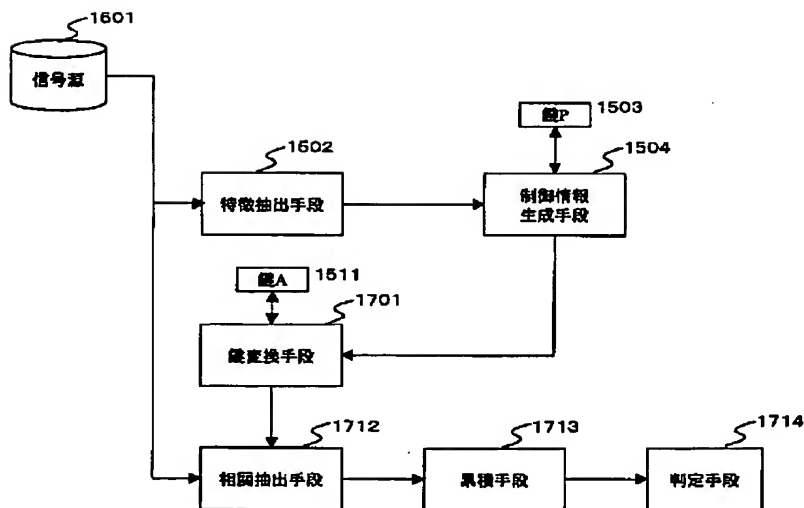 1601
信号源
鍵P
1503
1502
1504
特徴抽出手段
制御情報
生成手段
鍵A
1511
1701
鍵変換手段
1712
1713
1714
相関抽出手段
累積手段
判定手段